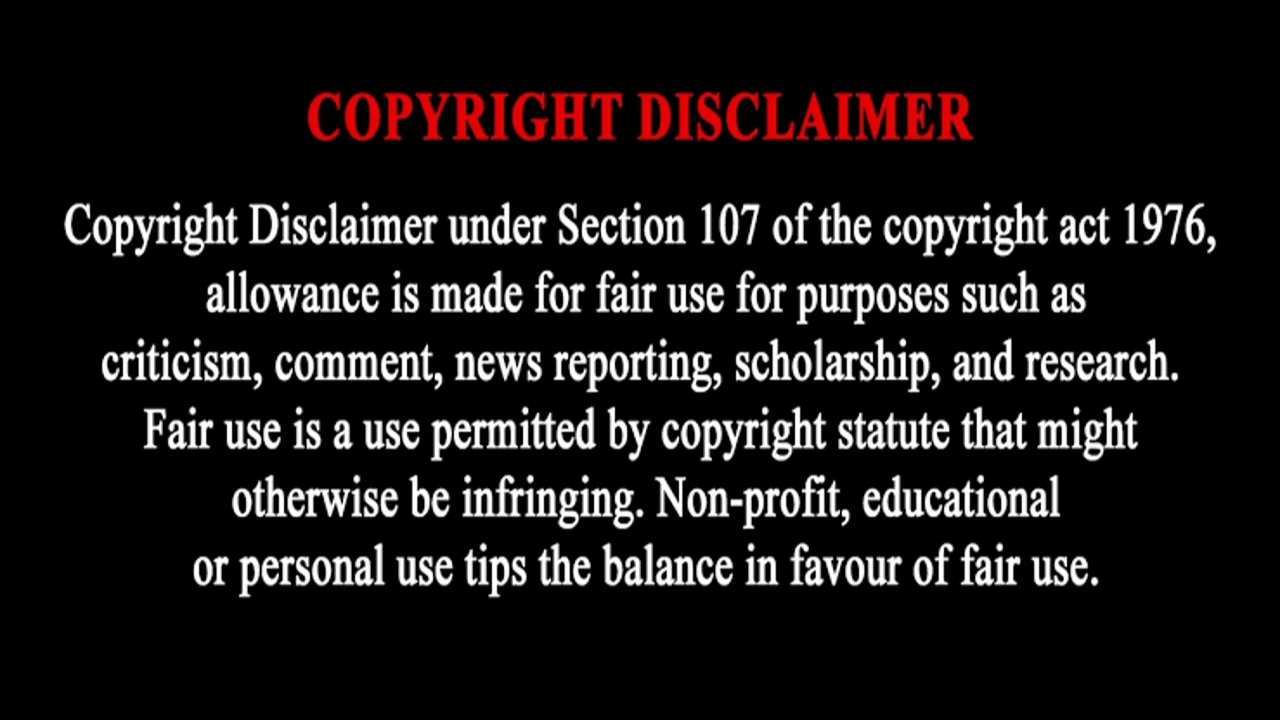 COPYRIGHT DISCLAIMER
Copyright Disclaimer under Section 107 of the copyright act 1976,
allowance is made for fair use for purposes such as
criticism, comment, news reporting, scholarship, and research.
Fair use is a use permitted by copyright statute that might
otherwise be infringing. Non-profit, educational
or personal use tips the balance in favour of fair use.